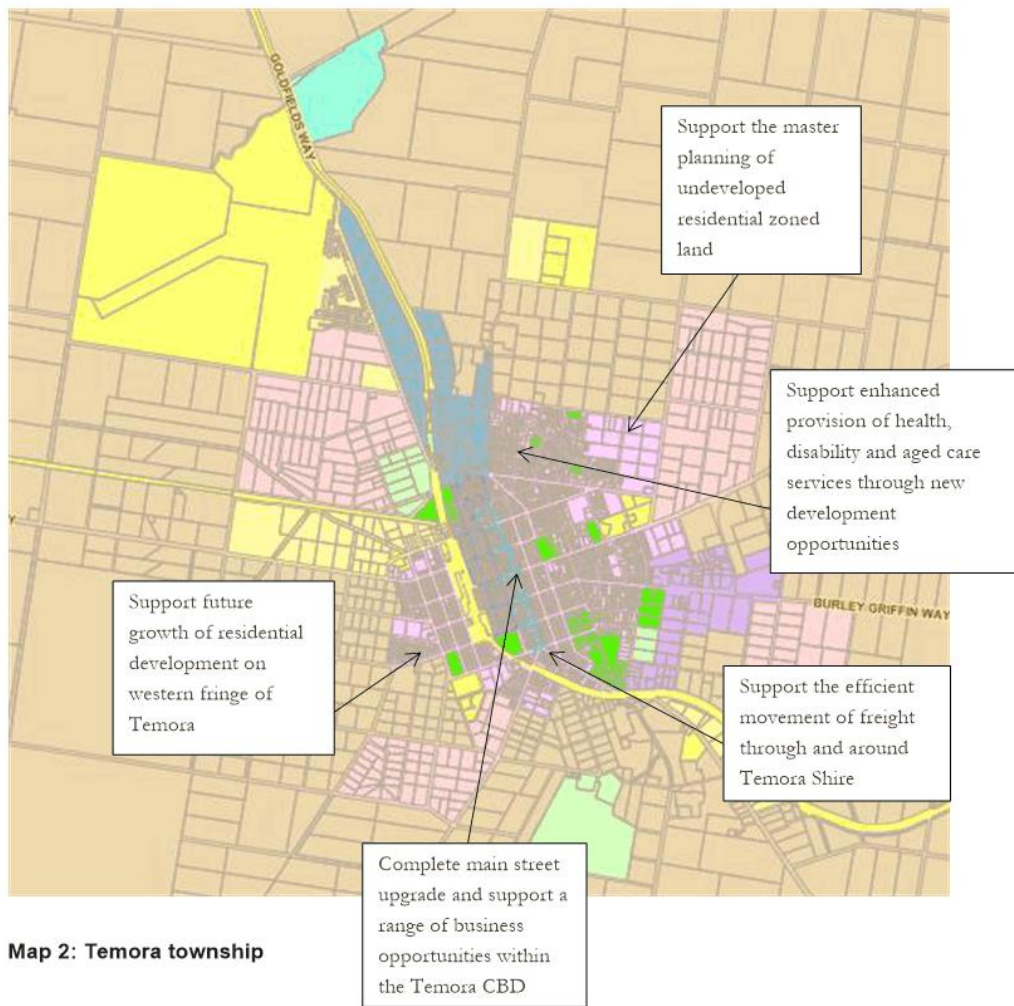 GOLDFIELDS WAY
Support the master
planning of
undeveloped
residential zoned
land
Support enhanced
provision of health,
disability and aged care
services through new
development
opportunities
Y
BURLEY GRIFFIN WAY
Support future
growth of residential
development on
western fringe of
Temora
Support the efficient
movement of freight
through and around
Temora Shire
Complete main street
upgrade and support a
range of business
opportunities within
the Temora CBD
Map 2: Temora township